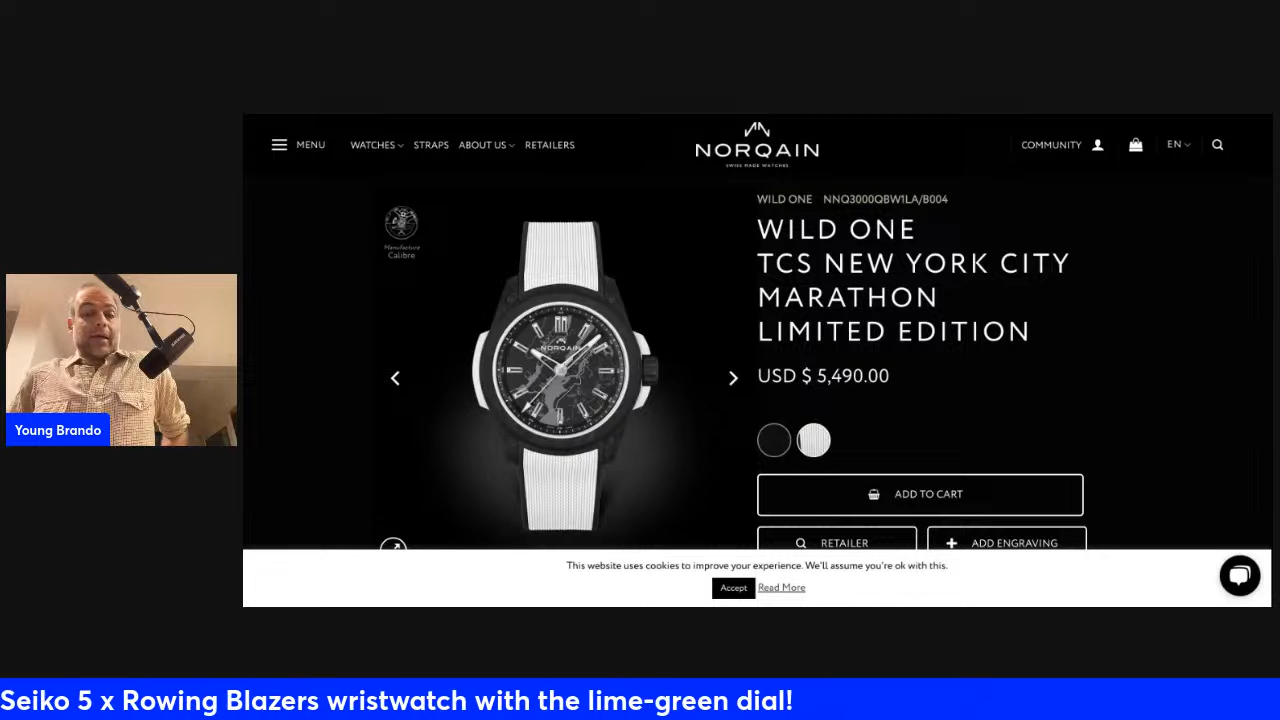 MENU WATCHES STRAPS ABOUT US RETAILERS
NORQAIN
SWISS MADE WATCHES
COMMUNITY EN
Manufacture
Calibre
NORQAIN
WILD ONE NNQ3000QBW1LA/B004
WILD ONE
TCS NEW YORK CITY
MARATHON
LIMITED EDITION
USD $ 5,490.00
ADD TO CART
RETAILER ADD ENGRAVING
This website uses cookies to improve your experience. We'll assume you're ok with this.
Accept Read More
Young Brando
Seiko 5 x Rowing Blazers wristwatch with the lime-green dial!